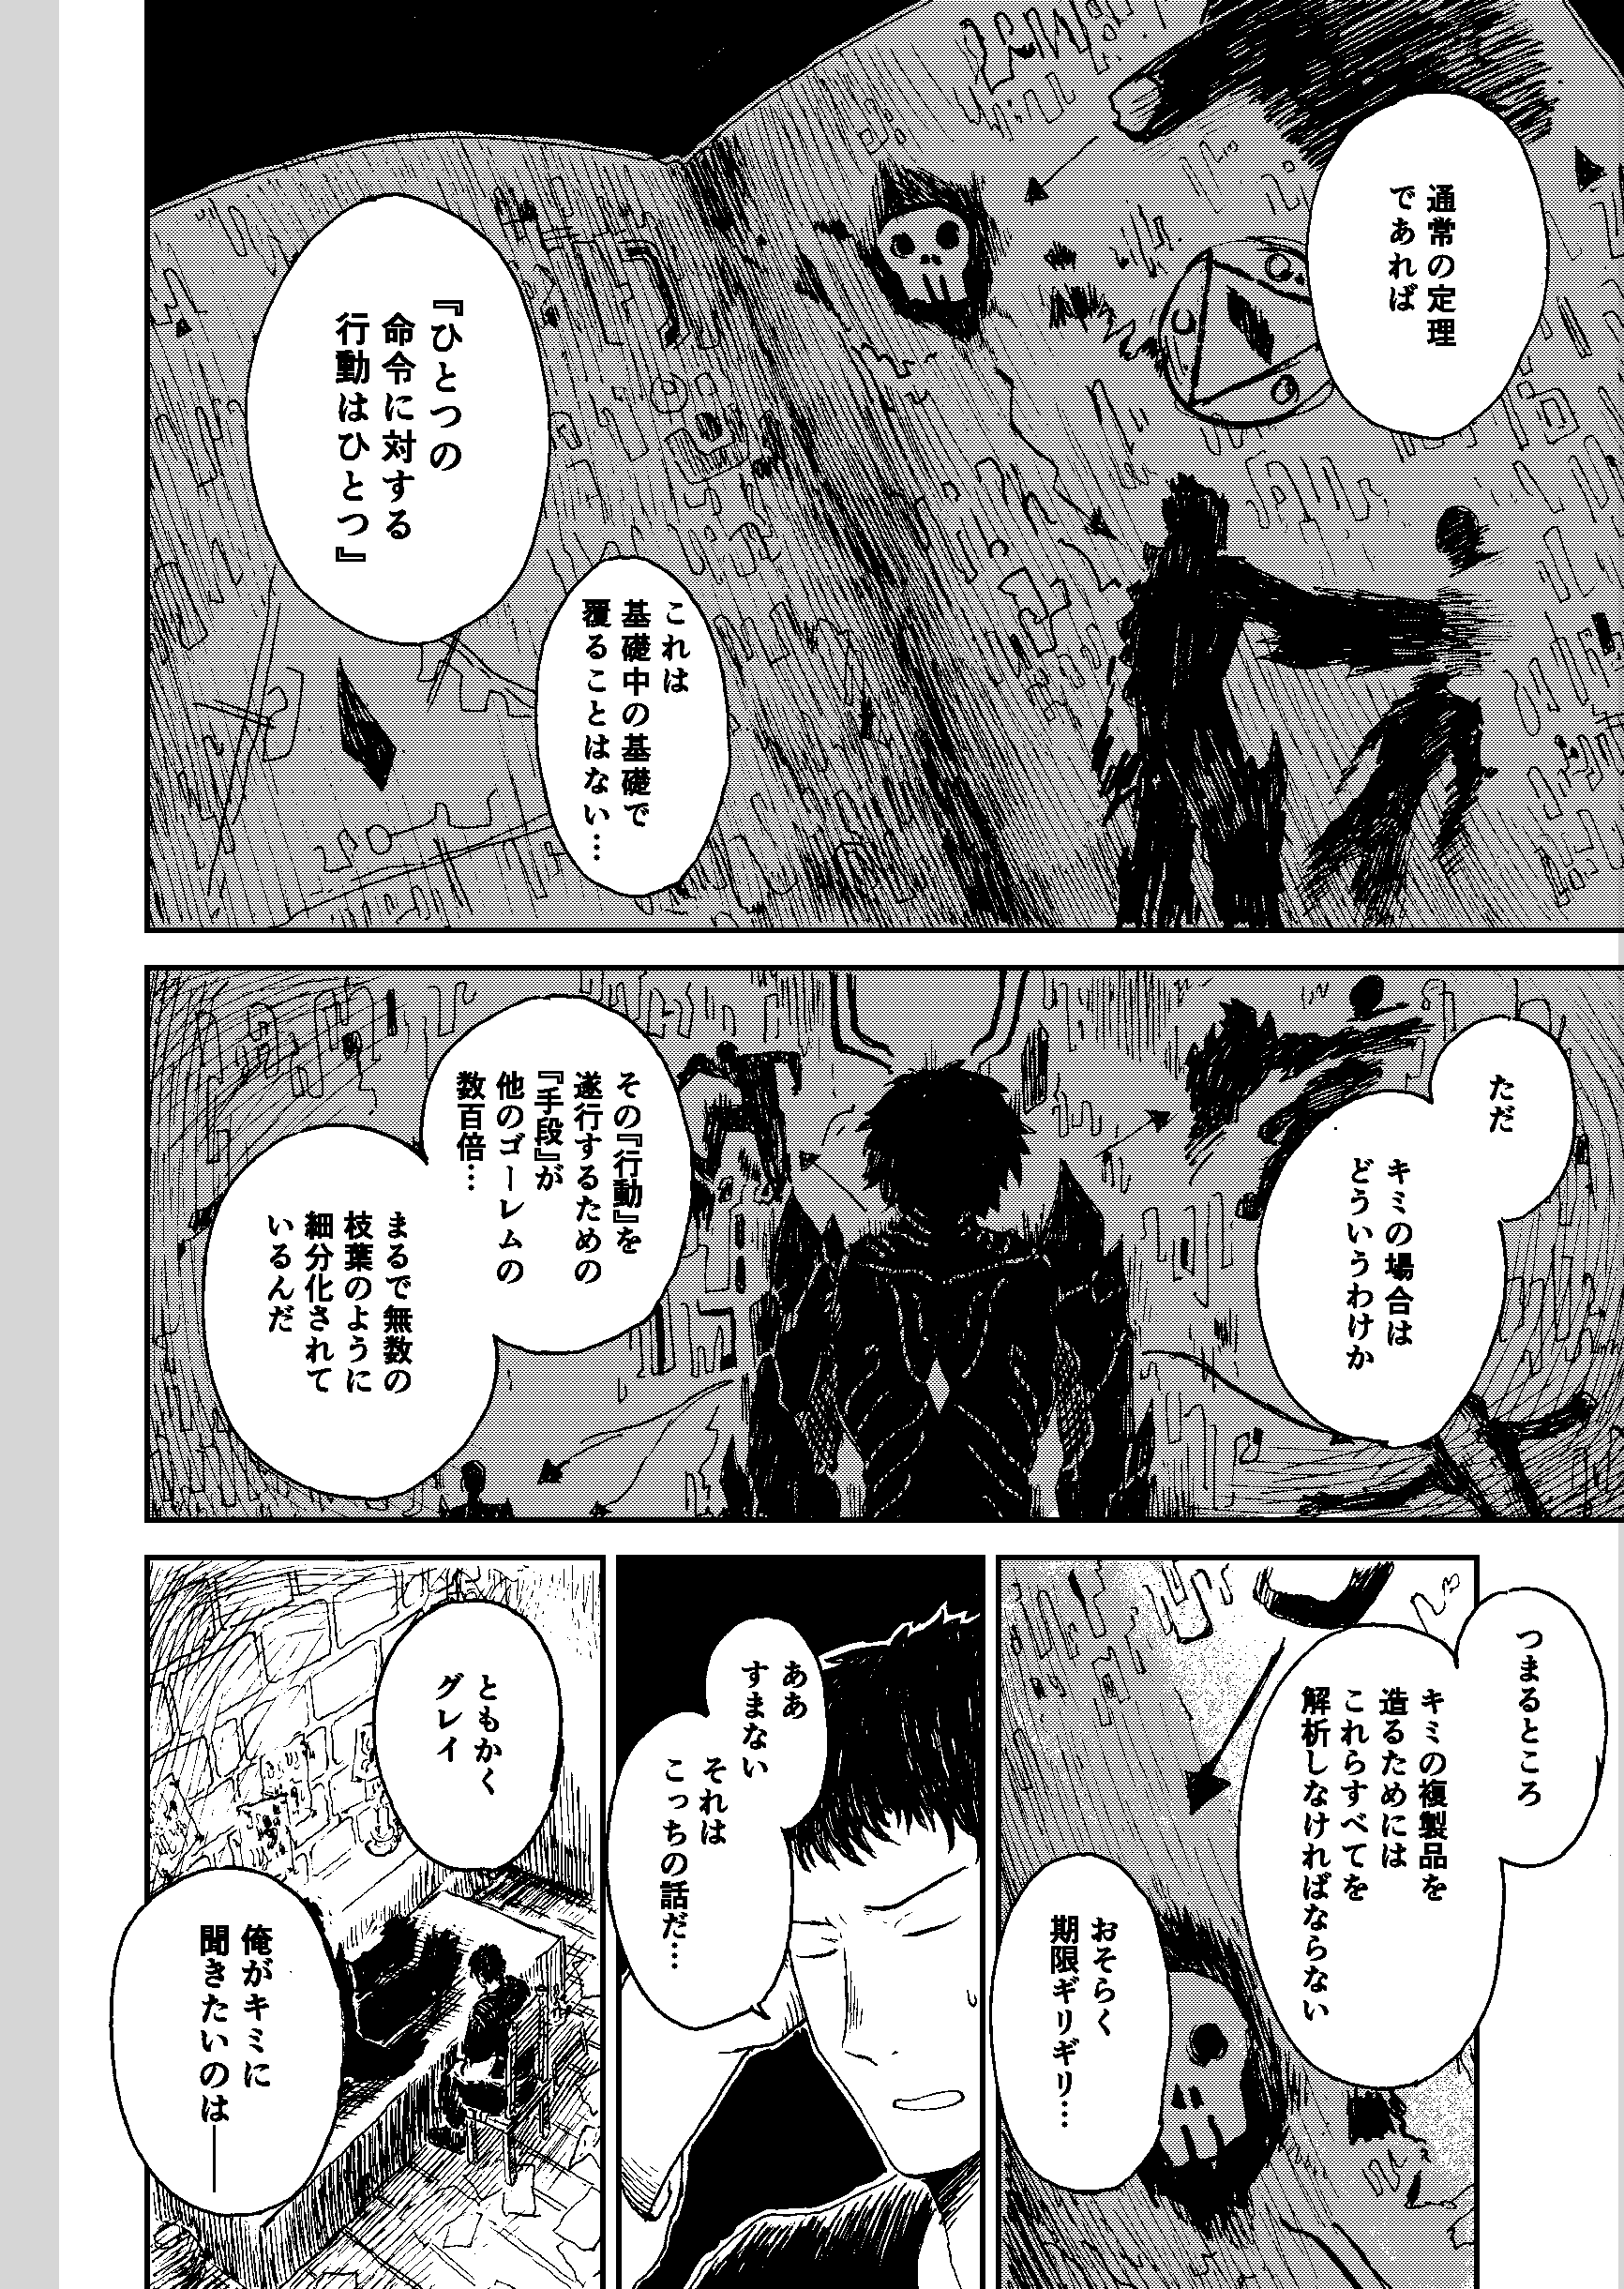 通常の定理
であれば
『ひとつの
命令に対する
行動はひとつ』
これは
基礎中の基礎で
覆ることはない…
ただ
キミの場合は
どういうわけか
その『行動』を
遂行するための
『手段』が
他のゴーレムの
数百倍…
まるで無数の
枝葉のように
細分化されて
いるんだ
つまるところ
キミの複製品を
造るためには
これらすべてを
解析しなければならない
おそらく
期限ギリギリ…
ああ
すまない
それは
こっちの話だ…
ともかく
グレイ
俺がキミに
聞きたいのは──